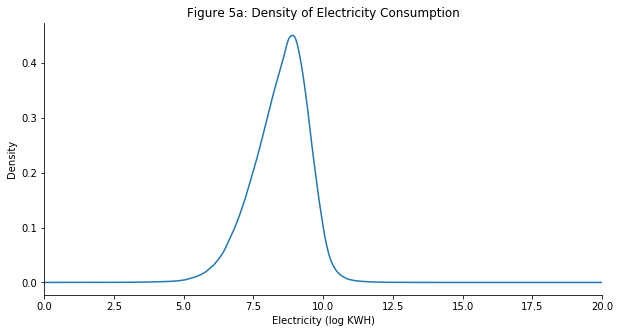 Figure 5a: Density of Electricity Consumption
Density
0.4
0.3
0.2
0.1
0.0
0.0 2.5 5.0 7.5 10.0 12.5 15.0 17.5 20.0
Electricity (log KWH)